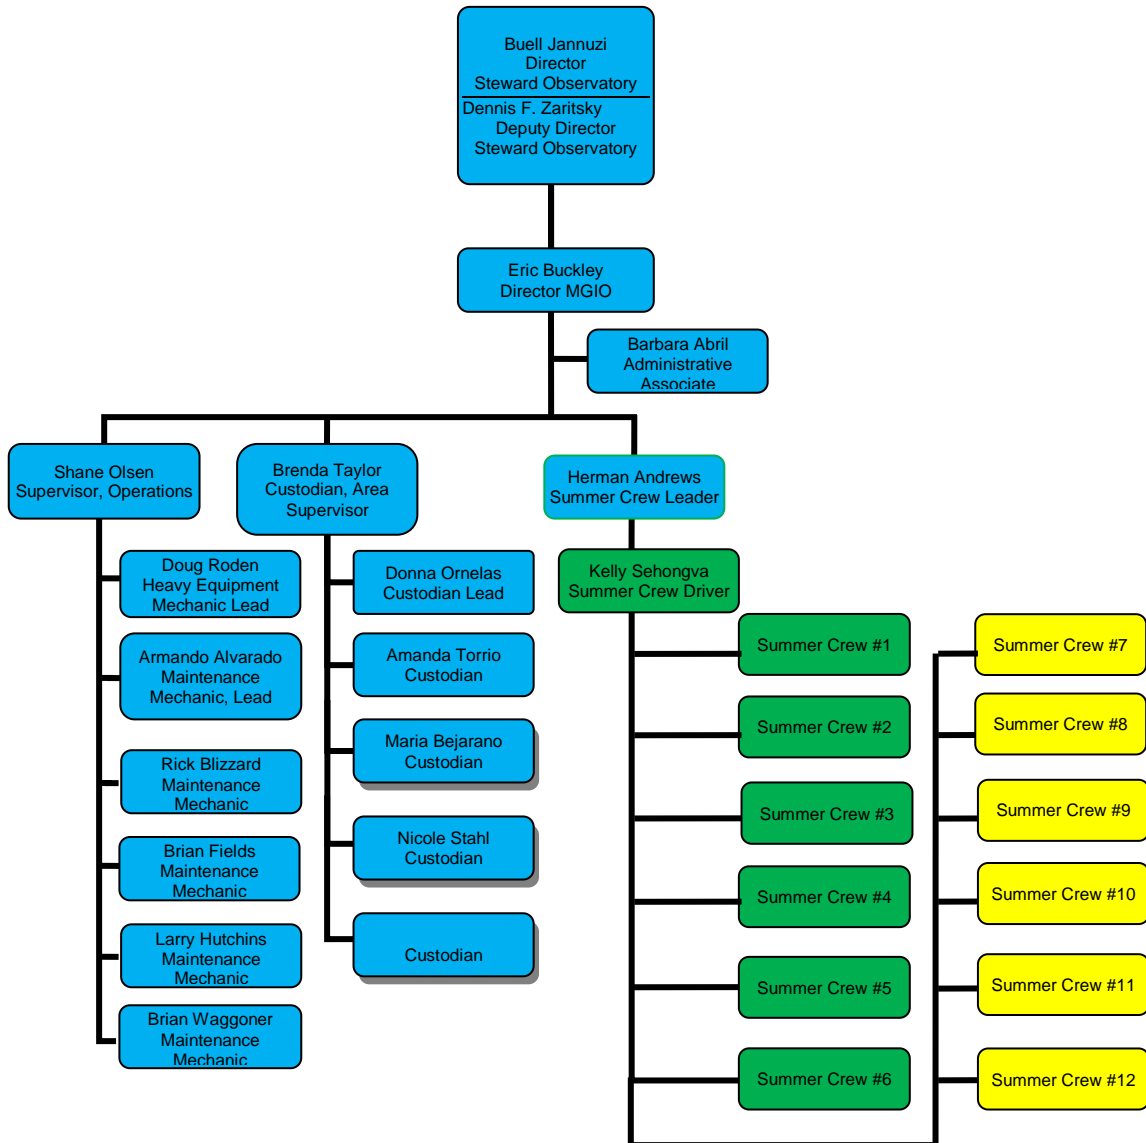 Buell Jannuzi
Director
Steward Observatory
Dennis F. Zaritsky
Deputy Director
Steward Observatory
Eric Buckley
Director MGIO
Barbara Abril
Administrative
Associate
Shane Olsen
Supervisor, Operations
Doug Roden
Heavy Equipment
Mechanic Lead
Armando Alvarado
Maintenance
Mechanic, Lead
Rick Blizzard
Maintenance
Mechanic
Brian Fields
Maintenance
Mechanic
Larry Hutchins
Maintenance
Mechanic
Brian Waggoner
Maintenance
Mechanic
Brenda Taylor
Custodian, Area
Supervisor
Donna Ornelas
Custodian Lead
Amanda Torrio
Custodian
Maria Bejarano
Custodian
Nicole Stahl
Custodian
Custodian
Herman Andrews
Summer Crew Leader
Kelly Sehongva
Summer Crew Driver
Summer Crew #1
Summer Crew #2
Summer Crew #3
Summer Crew #4
Summer Crew #5
Summer Crew #6
Summer Crew #7
Summer Crew #8
Summer Crew #9
Summer Crew #10
Summer Crew #11
Summer Crew #12